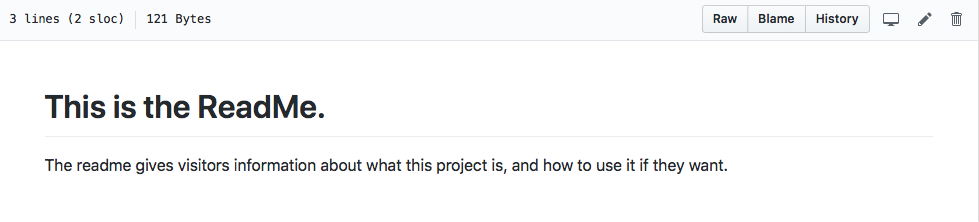 3 lines (2 sloc) 121 Bytes Raw Blame History
This is the ReadMe.
The readme gives visitors information about what this project is, and how to use it if they want.